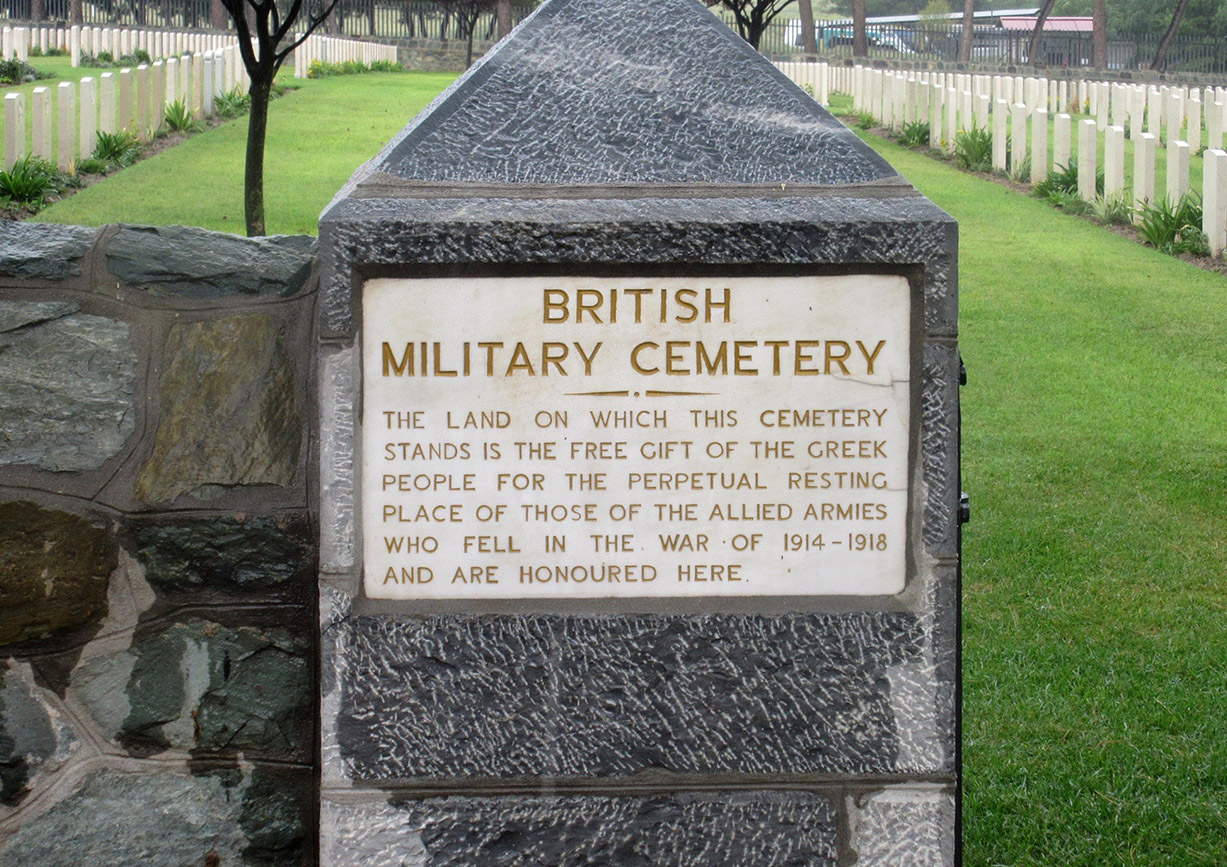 BRITISH
MILITARY CEMETERY
THE LAND ON WHICH THIS CEMETERY
STANDS IS THE FREE GIFT OF THE GREEK
PEOPLE FOR THE PERPETUAL RESTING
PLACE OF THOSE OF THE ALLIED ARMIES
WHO FELL IN THE WAR OF 1914-1918
AND ARE HONOURED HERE.